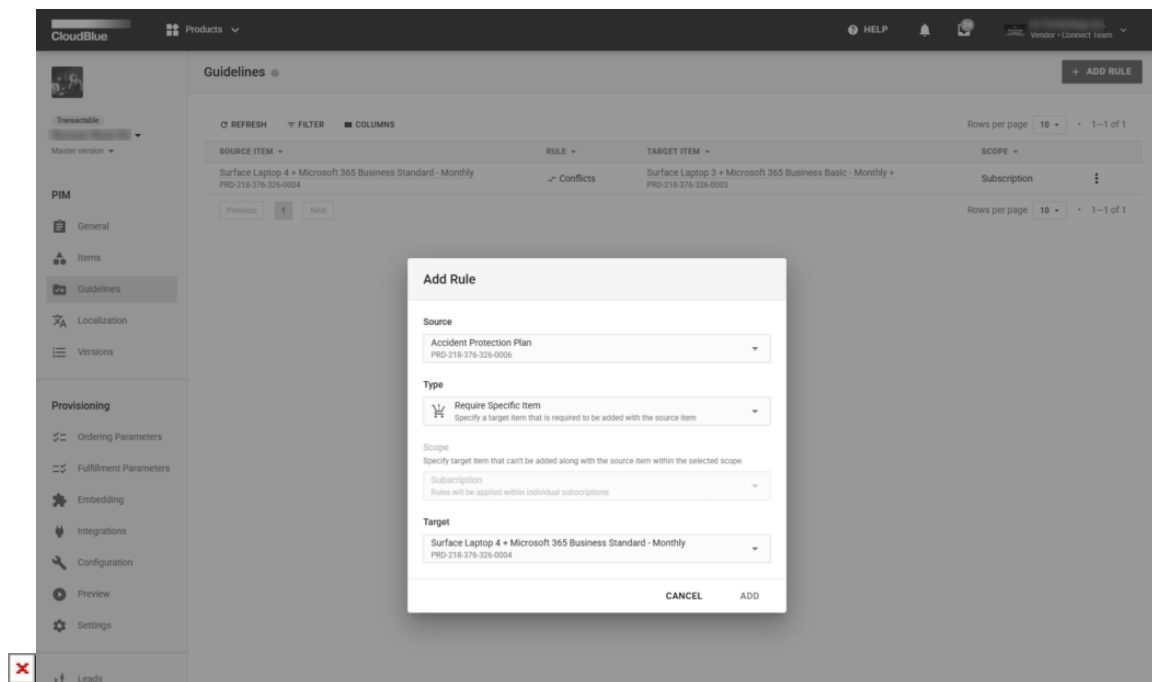 CloudBlue
Products
HELP
Vendor • Connect Team
Guidelines
+ ADD RULE
Transactable
Master version
REFRESH FILTER COLUMNS
Rows per page 10 • 1–1 of 1
SOURCE ITEM RULE TARGET ITEM SCOPE
Surface Laptop 4 + Microsoft 365 Business Standard - Monthly
PRD-218-376-326-0004
Conflicts
Surface Laptop 3 + Microsoft 365 Business Basic - Monthly +
PRD-218-376-326-0003
Subscription
Previous 1 Next
Rows per page 10 • 1–1 of 1
PIM
General
Items
Guidelines
Localization
Versions
Provisioning
Ordering Parameters
Fulfillment Parameters
Embedding
Integrations
Configuration
Preview
Settings
Leads
Add Rule
Source
Accident Protection Plan
PRD-218-376-326-0006
Type
Require Specific Item
Specify a target item that is required to be added with the source item
Scope
Specify target item that can't be added along with the source item within the selected scope.
Subscription
Rules will be applied within individual subscriptions
Target
Surface Laptop 4 + Microsoft 365 Business Standard - Monthly
PRD-218-376-326-0004
CANCEL ADD